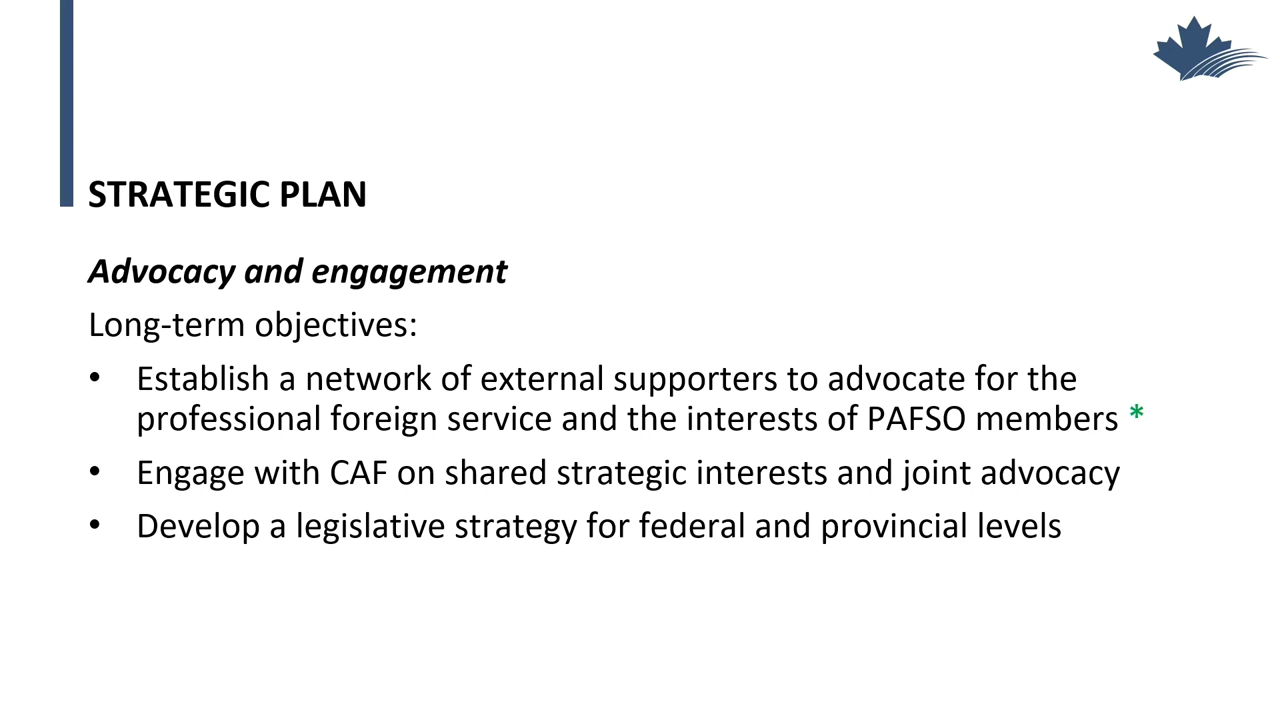 STRATEGIC PLAN
Advocacy and engagement
Long-term objectives:
• Establish a network of external supporters to advocate for the
professional foreign service and the interests of PAFSO members *
• Engage with CAF on shared strategic interests and joint advocacy
• Develop a legislative strategy for federal and provincial levels